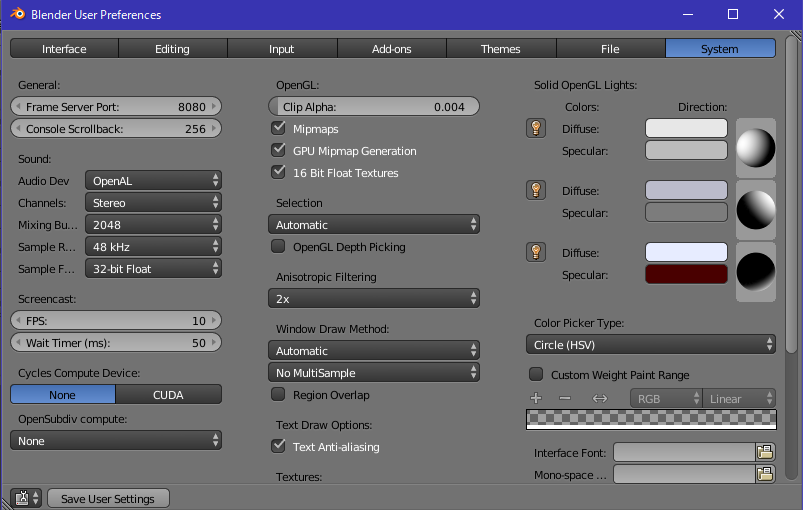 Blender User Preferences
Interface Editing Input Add-ons Themes File System
General:
Frame Server Port: 8080
Console Scrollback: 256
Sound:
Audio Dev OpenAL
Channels: Stereo
Mixing Bu... 2048
Sample R... 48 kHz
Sample F... 32-bit Float
Screencast:
FPS: 10
Wait Timer (ms): 50
Cycles Compute Device:
None CUDA
OpenSubdiv compute:
None
OpenGL:
Clip Alpha: 0.004
Mipmaps
GPU Mipmap Generation
16 Bit Float Textures
Selection
Automatic
OpenGL Depth Picking
Anisotropic Filtering
2x
Window Draw Method:
Automatic
No MultiSample
Region Overlap
Text Draw Options:
Text Anti-aliasing
Textures:
Solid OpenGL Lights:
Colors: Direction:
Diffuse:
Specular:
Diffuse:
Specular:
Diffuse:
Specular:
Color Picker Type:
Circle (HSV)
Custom Weight Paint Range
RGB Linear
Interface Font:
Mono-space ...
Save User Settings